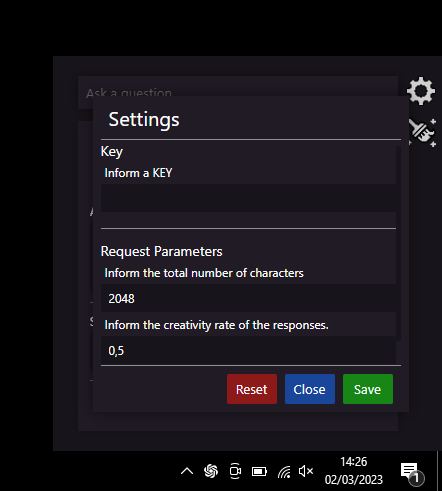 Ask a question
Settings
Key
Inform a KEY
Request Parameters
Inform the total number of characters
2048
Inform the creativity rate of the responses.
0,5
Reset
Close
Save
14:26
02/03/2023
1